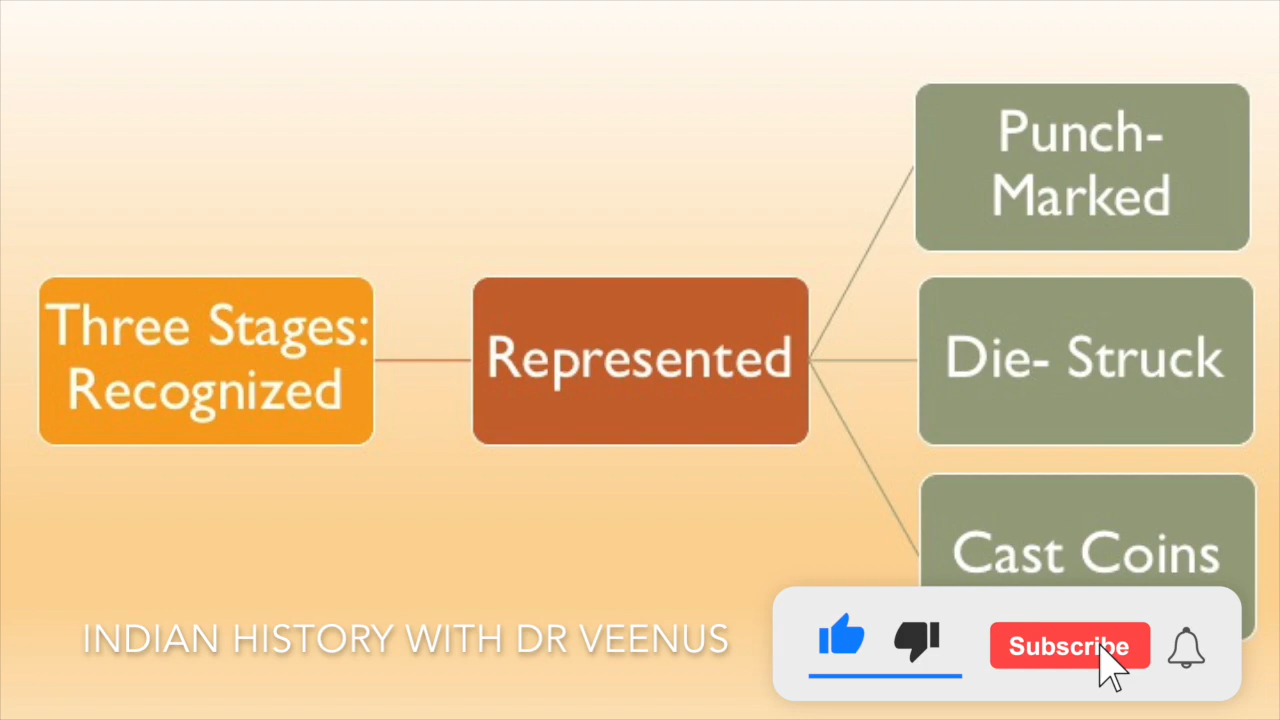 Three Stages:
Recognized
Represented
Punch-
Marked
Die- Struck
Cast Coins
INDIAN HISTORY WITH DR VEENUS
Subscribe